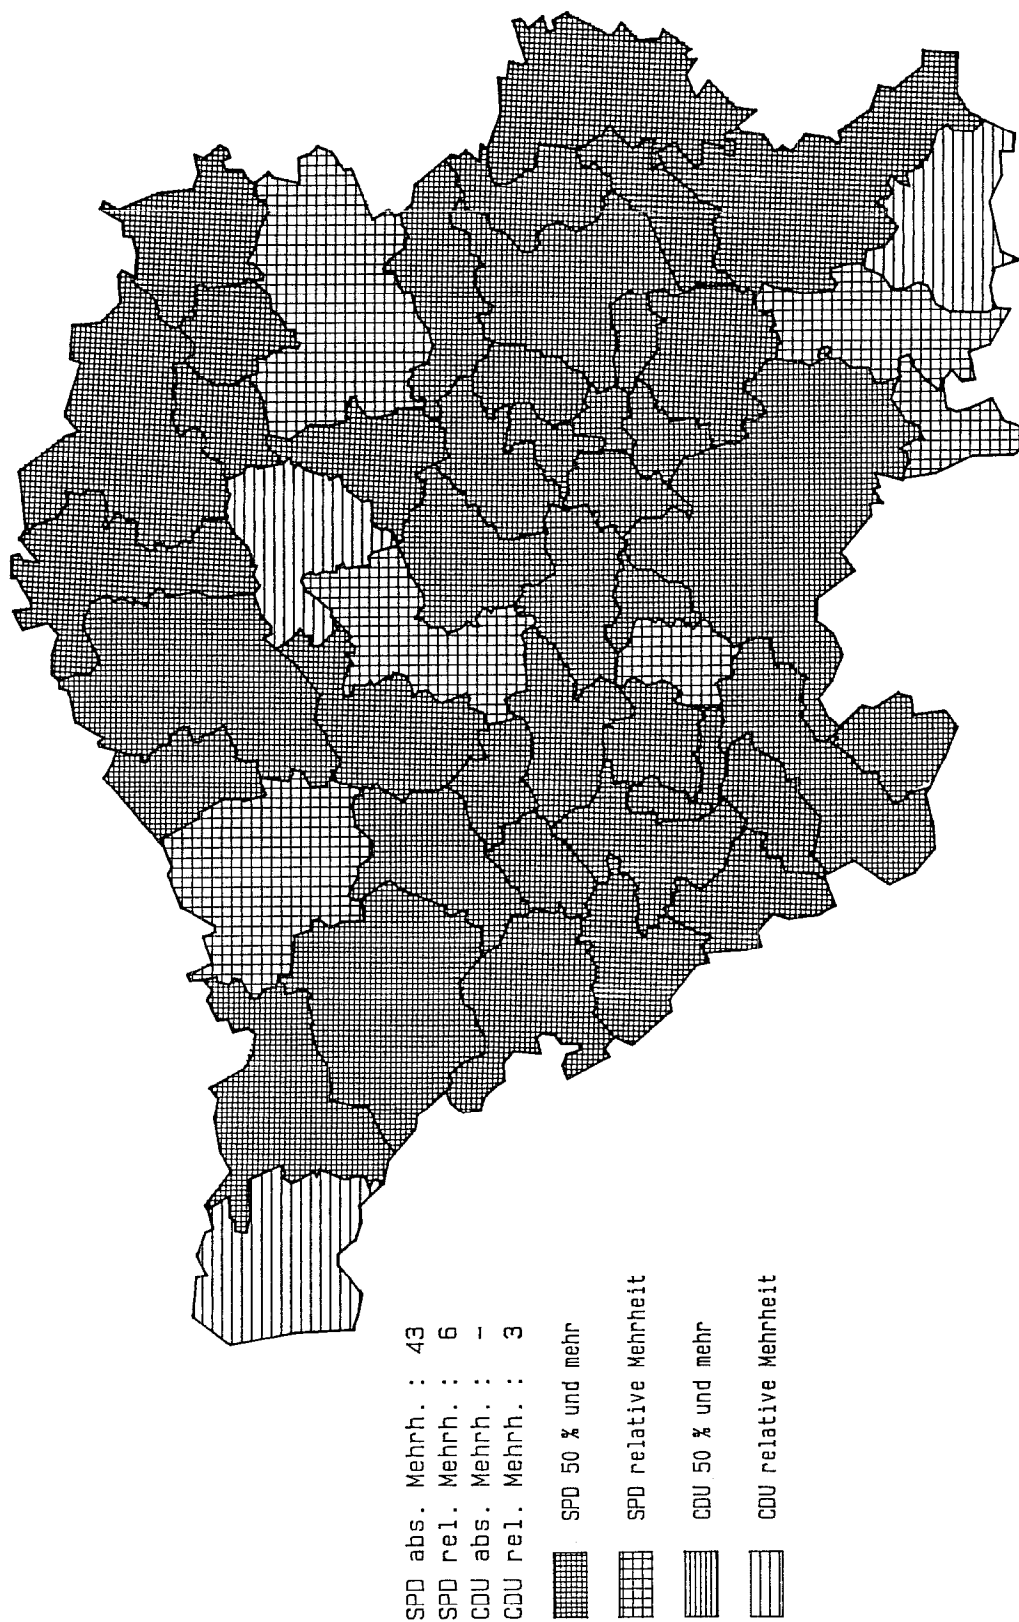 SPD abs. Mehrh. : 43
SPD rel. Mehrh. : 6
CDU abs. Mehrh. : -
CDU rel. Mehrh. : 3
SPD 50 % und mehr
SPD relative Mehrheit
CDU 50 % und mehr
CDU relative Mehrheit